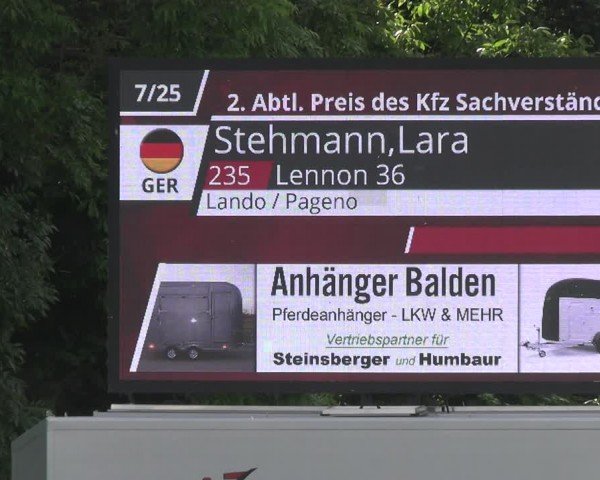 7/25
2. Abtl. Preis des Kfz Sachverständ
Stehmann,Lara
GER
235 Lennon 36
Lando / Pageno
Anhänger Balden
Pferdeanhänger - LKW & MEHR
Vertriebspartner für
Steinsberger und Humbaur